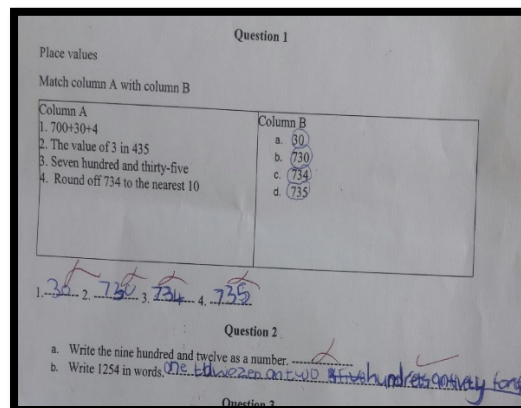 Question 1
Place values
Match column A with column B
Column A
1. 700+30+4
2. The value of 3 in 435
3. Seven hundred and thirty-five
4. Round off 734 to the nearest 10
Column B
a. 30
b. 730
c. 734
d. 735
1. 30 2. 730 3. 734 4. 735
Question 2
a. Write the nine hundred and twelve as a number.
b. Write 1254 in words. One
Question 3